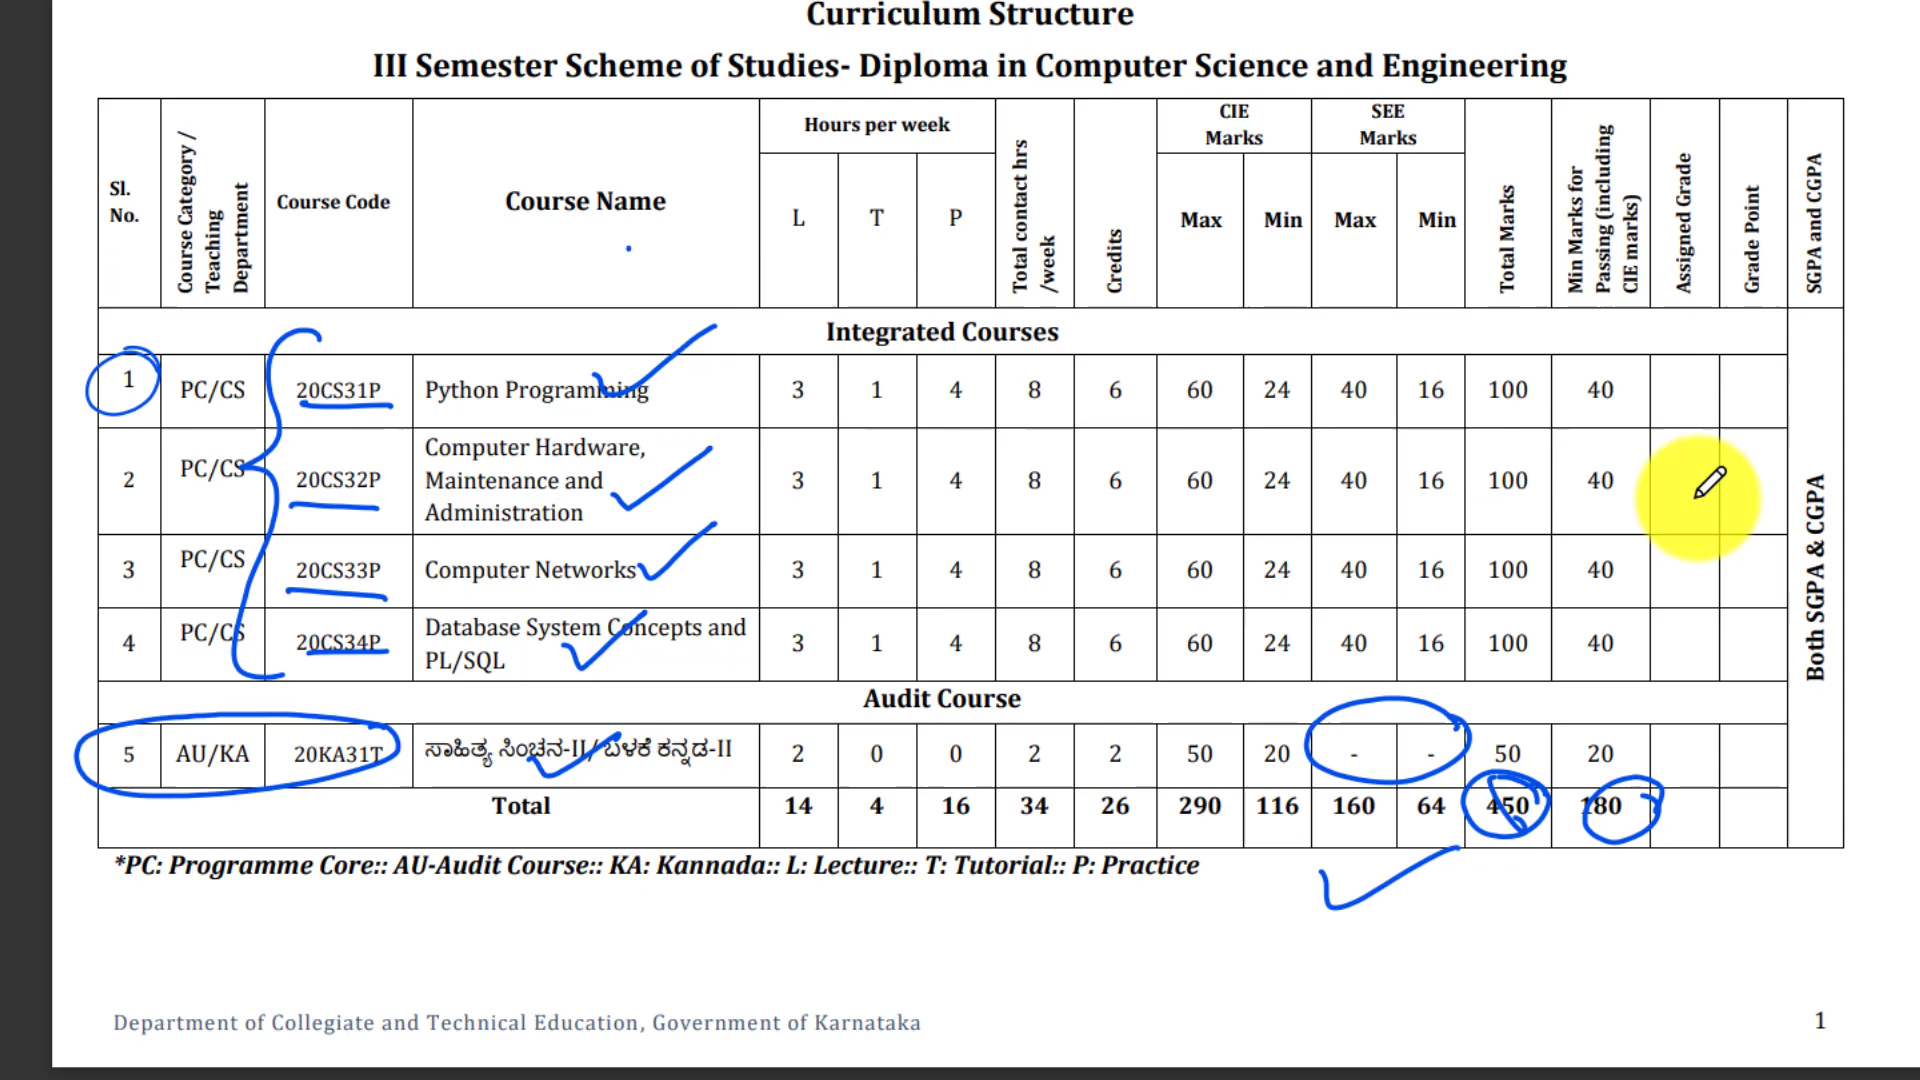 Curriculum Structure
III Semester Scheme of Studies- Diploma in Computer Science and Engineering
Sl. No. Course Category / Teaching Department Course Code Course Name Hours per week Total contact hrs /week Credits CIE Marks SEE Marks Total Marks Min Marks for Passing (including CIE marks) Assigned Grade Grade Point SGPA and CGPA
L T P Max Min Max Min
Integrated Courses
1 PC/CS 20CS31P Python Programming 3 1 4 8 6 60 24 40 16 100 40
2 PC/CS 20CS32P Computer Hardware, Maintenance and Administration 3 1 4 8 6 60 24 40 16 100 40
3 PC/CS 20CS33P Computer Networks 3 1 4 8 6 60 24 40 16 100 40
4 PC/CS 20CS34P Database System Concepts and PL/SQL 3 1 4 8 6 60 24 40 16 100 40
Both SGPA & CGPA
Audit Course
5 AU/KA 20KA31T ಸಾಹಿತ್ಯ ಸಿಂಚನ-II/ ಬಳಕೆ ಕನ್ನಡ-II 2 0 0 2 2 50 20 - - 50 20
Total 14 4 16 34 26 290 116 160 64 450 180
*PC: Programme Core:: AU-Audit Course:: KA: Kannada:: L: Lecture:: T: Tutorial:: P: Practice
Department of Collegiate and Technical Education, Government of Karnataka 1